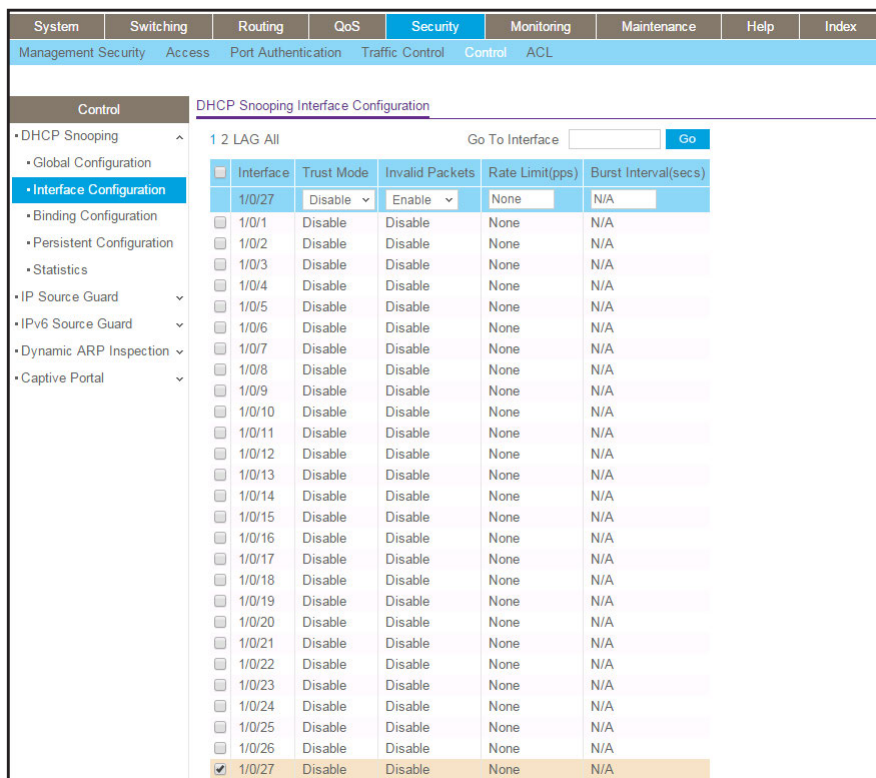 System Switching Routing QoS Security Monitoring Maintenance Help Index
Management Security Access Port Authentication Traffic Control Control ACL
Control
DHCP Snooping
Global Configuration
Interface Configuration
Binding Configuration
Persistent Configuration
Statistics
IP Source Guard
IPv6 Source Guard
Dynamic ARP Inspection
Captive Portal
DHCP Snooping Interface Configuration
1 2 LAG All Go To Interface Go
Interface Trust Mode Invalid Packets Rate Limit(pps) Burst Interval(secs)
1/0/27 Disable Enable None N/A
1/0/1 Disable Disable None N/A
1/0/2 Disable Disable None N/A
1/0/3 Disable Disable None N/A
1/0/4 Disable Disable None N/A
1/0/5 Disable Disable None N/A
1/0/6 Disable Disable None N/A
1/0/7 Disable Disable None N/A
1/0/8 Disable Disable None N/A
1/0/9 Disable Disable None N/A
1/0/10 Disable Disable None N/A
1/0/11 Disable Disable None N/A
1/0/12 Disable Disable None N/A
1/0/13 Disable Disable None N/A
1/0/14 Disable Disable None N/A
1/0/15 Disable Disable None N/A
1/0/16 Disable Disable None N/A
1/0/17 Disable Disable None N/A
1/0/18 Disable Disable None N/A
1/0/19 Disable Disable None N/A
1/0/20 Disable Disable None N/A
1/0/21 Disable Disable None N/A
1/0/22 Disable Disable None N/A
1/0/23 Disable Disable None N/A
1/0/24 Disable Disable None N/A
1/0/25 Disable Disable None N/A
1/0/26 Disable Disable None N/A
1/0/27 Disable Disable None N/A